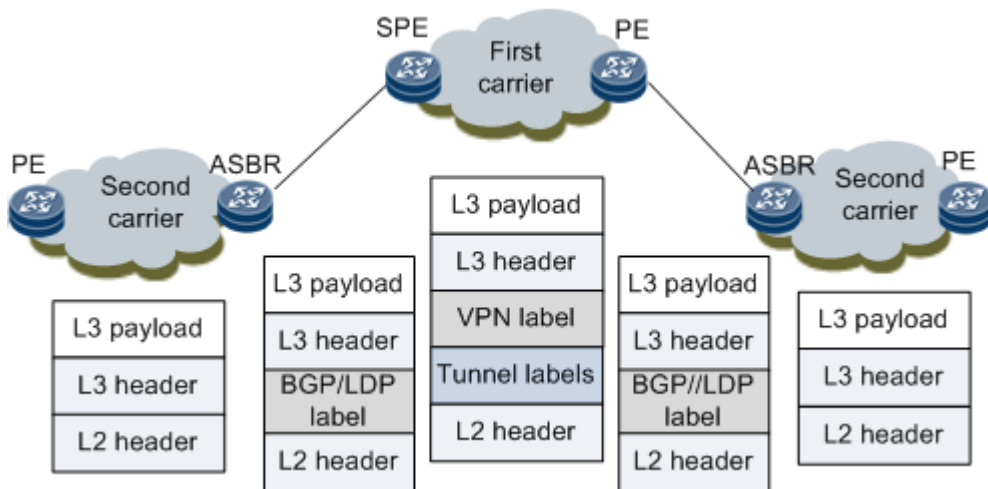 SPE
First
carrier
PE
PE
Second
carrier
ASBR
ASBR
Second
carrier
PE
L3 payload
L3 header
L2 header
L3 payload
L3 header
BGP/LDP
label
L2 header
L3 payload
L3 header
VPN label
Tunnel labels
L2 header
L3 payload
L3 header
BGP//LDP
label
L2 header
L3 payload
L3 header
L2 header